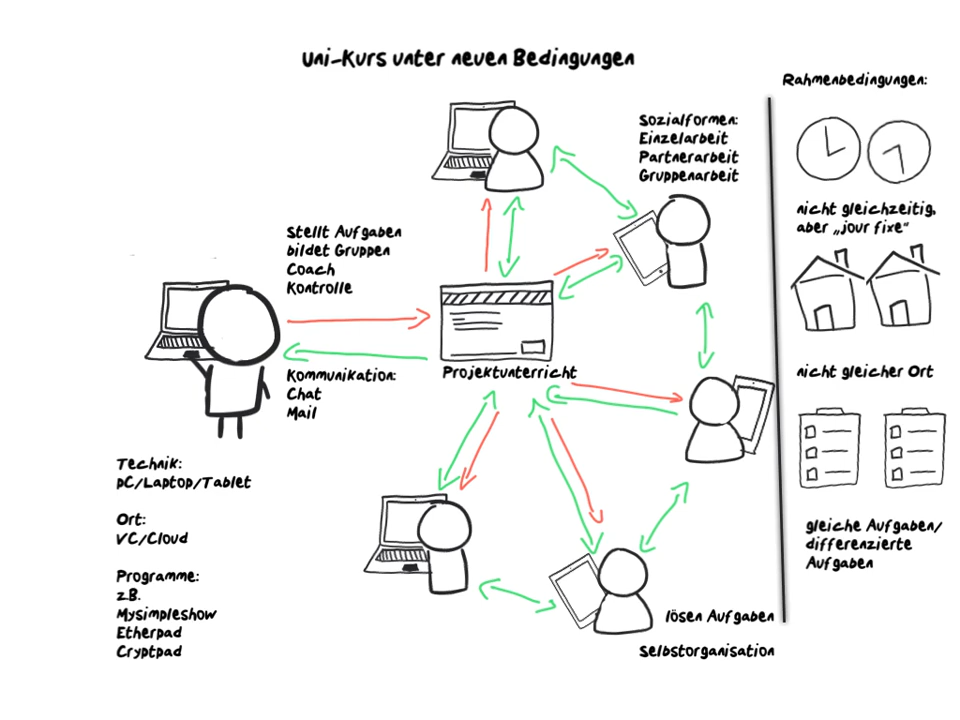 Uni-Kurs unter neuen Bedingungen
Rahmenbedingungen:
Sozialformen:
Einzelarbeit
Partnerarbeit
Gruppenarbeit
nicht gleichzeitig,
aber „jour fixe“
Stellt Aufgaben
bildet Gruppen
Coach
Kontrolle
Projektunterricht
Kommunikation:
Chat
Mail
nicht gleicher Ort
Technik:
PC/Laptop/Tablet
Ort:
VC/Cloud
Programme:
z.B.
Mysimpleshow
Etherpad
Cryptpad
gleiche Aufgaben/
differenzierte
Aufgaben
lösen Aufgaben
Selbstorganisation